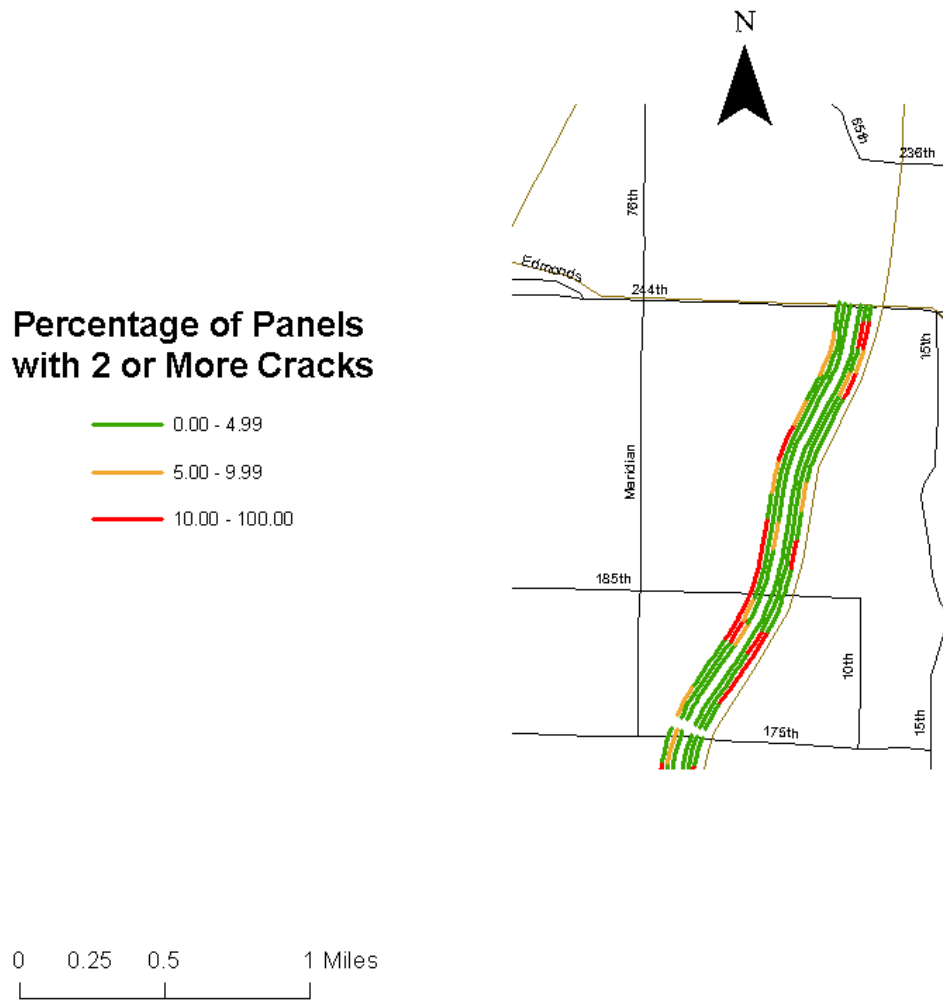 N
65th
236th
76th
Edmonds
244th
15th
Percentage of Panels
with 2 or More Cracks
0.00 - 4.99
5.00 - 9.99
10.00 - 100.00
Meridian
185th
10th
15th
175th
0 0.25 0.5 1 Miles